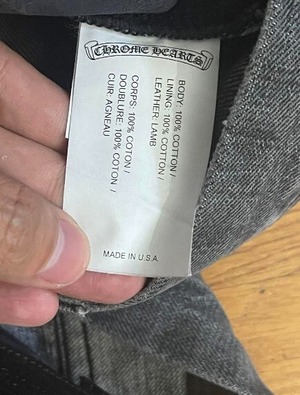 CHROME HEARTS
BODY: 100% COTTON /
LINING: 100% COTTON /
LEATHER: LAMB
CORPS: 100% COTON /
DOUBLURE: 100% COTON /
CUIR: AGNEAU
MADE IN U.S.A.